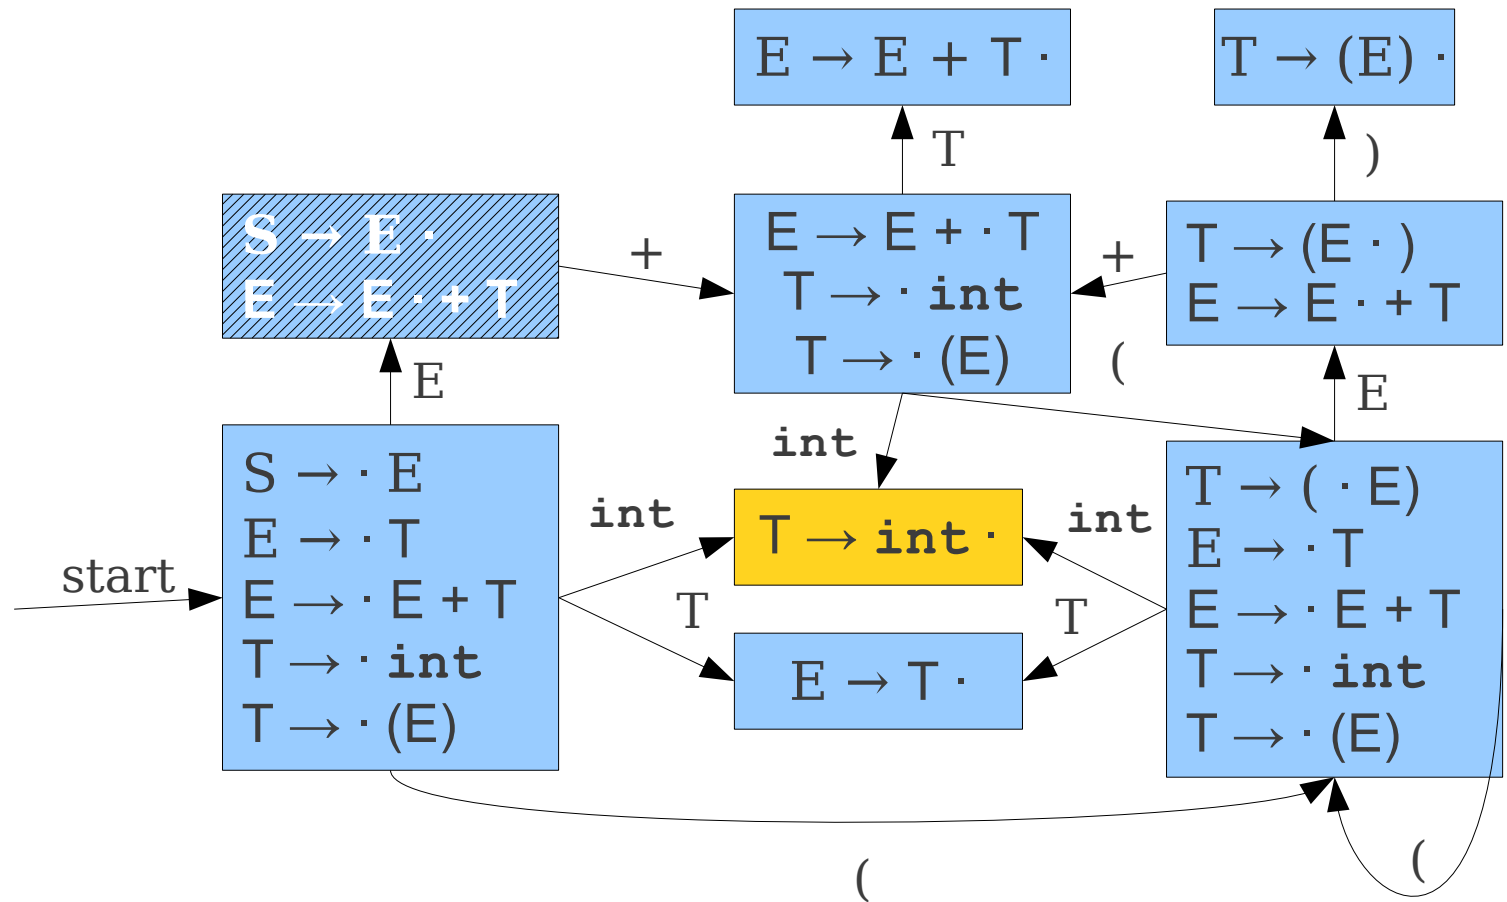 E → E + T ·
T → (E) ·
T
)
S → E ·
E → E · + T
+
E → E + · T
T → · int
T → · (E)
+
T → (E · )
E → E · + T
E
(
E
int
S → · E
E → · T
E → · E + T
T → · int
T → · (E)
start
int
T
T → int ·
int
T
E → T ·
T → ( · E)
E → · T
E → · E + T
T → · int
T → · (E)
(
(